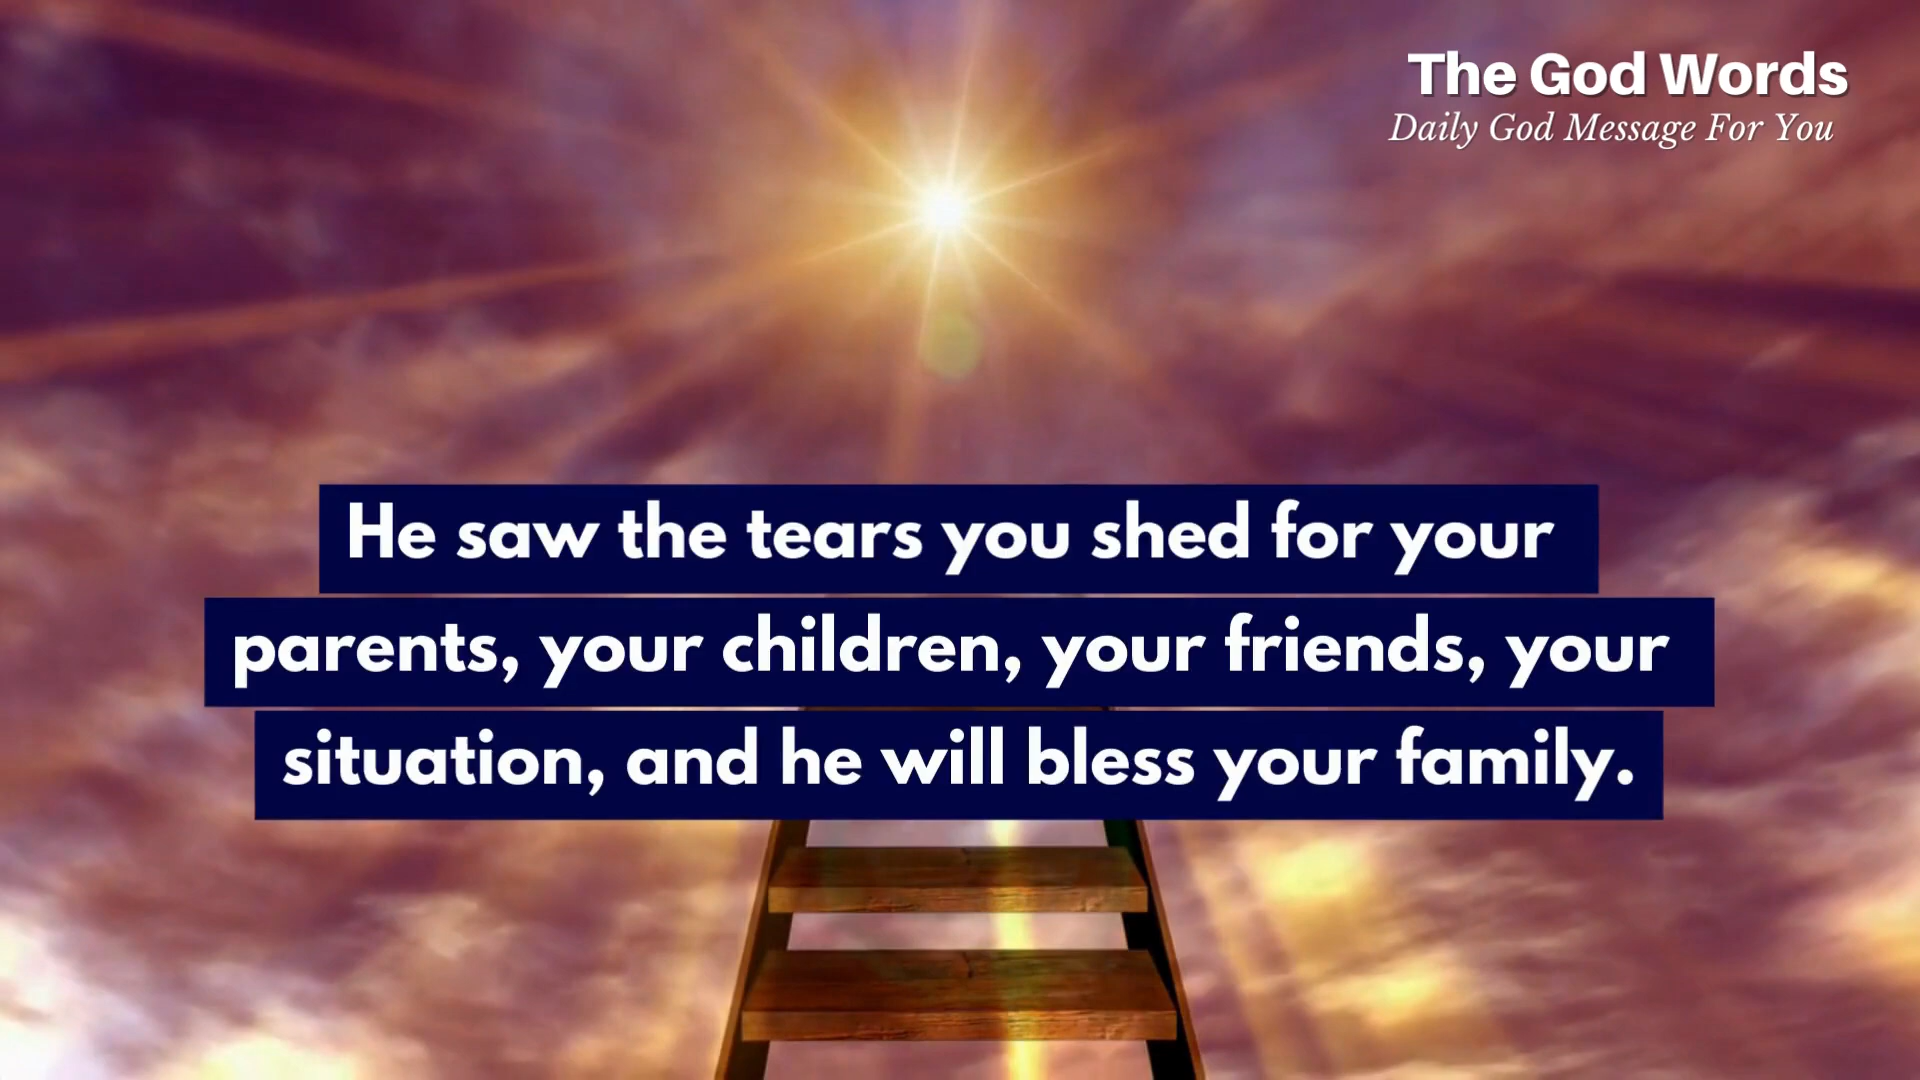 The God Words
Daily God Message For You
He saw the tears you shed for your
parents, your children, your friends, your
situation, and he will bless your family.